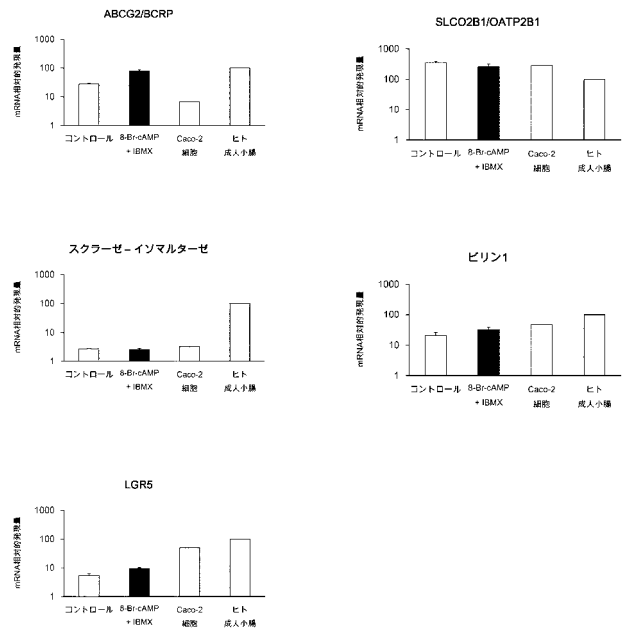 ABCG2/BCRP
mRNA相対的発現量
1000
100
10
1
コントロール 8-Br-cAMP + IBMX Caco-2 細胞 ヒト 成人小腸
SLCO2B1/OATP2B1
mRNA相対的発現量
1000
100
10
1
コントロール 8-Br-cAMP + IBMX Caco-2 細胞 ヒト 成人小腸
スクラーゼ – イソマルターゼ
mRNA相対的発現量
1000
100
10
1
コントロール 8-Br-cAMP + IBMX Caco-2 細胞 ヒト 成人小腸
ビリン1
mRNA相対的発現量
1000
100
10
1
コントロール 8-Br-cAMP + IBMX Caco-2 細胞 ヒト 成人小腸
LGR5
mRNA相対的発現量
1000
100
10
1
コントロール 8-Br-cAMP + IBMX Caco-2 細胞 ヒト 成人小腸